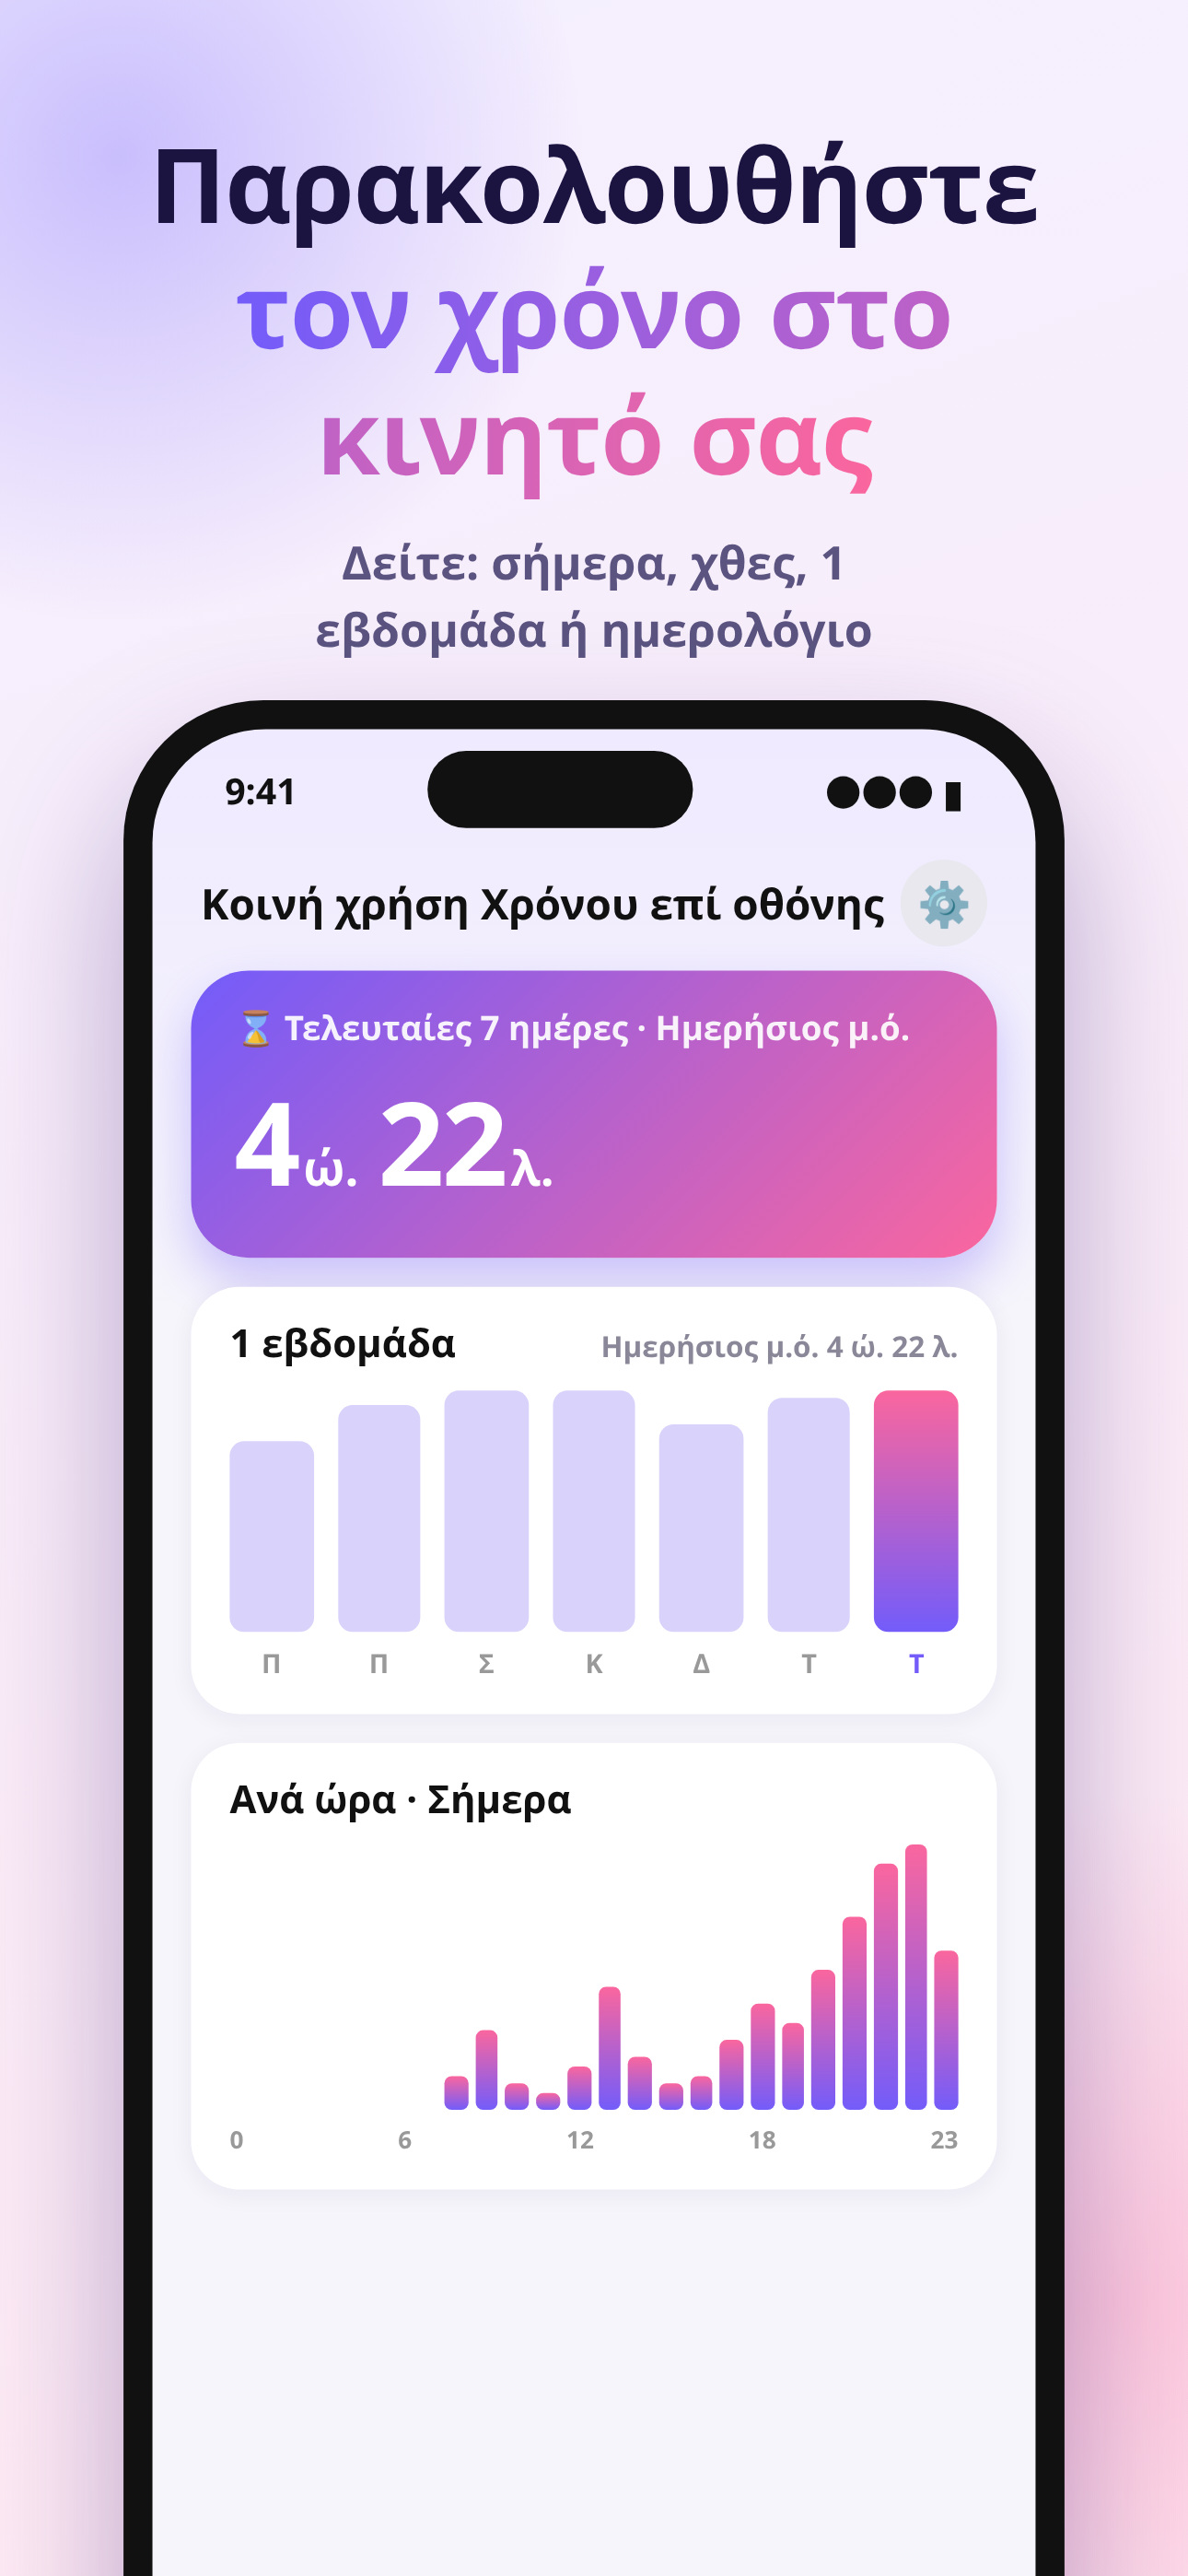 Παρακολουθήστε
τον χρόνο στο
κινητό σας
Δείτε: σήμερα, χθες, 1
εβδομάδα ή ημερολόγιο
9:41
Κοινή χρήση Χρόνου επί οθόνης
⌛ Τελευταίες 7 ημέρες · Ημερήσιος μ.ό.
4ώ. 22λ.
1 εβδομάδα
Ημερήσιος μ.ό. 4 ώ. 22 λ.
Π Π Σ Κ Δ Τ Τ
Ανά ώρα · Σήμερα
0 6 12 18 23